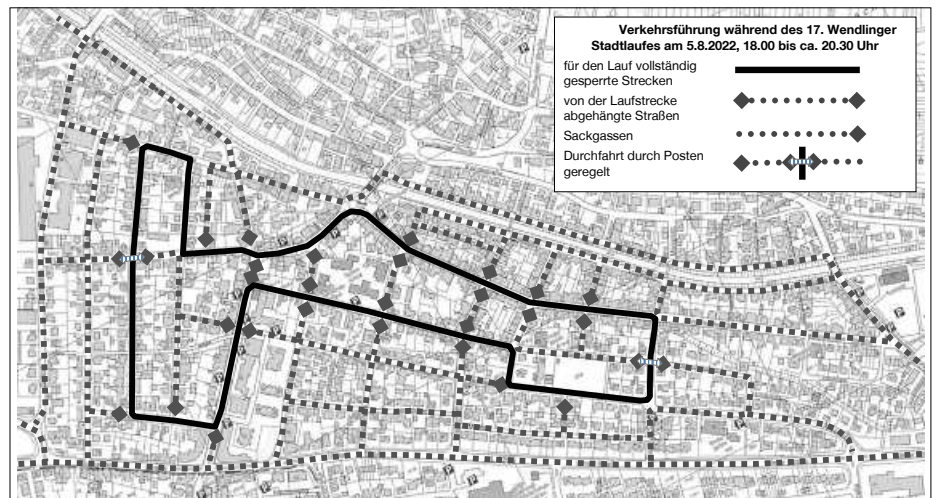 Verkehrsführung während des 17. Wendlinger
Stadtlaufes am 5.8.2022, 18.00 bis ca. 20.30 Uhr
für den Lauf vollständig
gesperrte Strecken
von der Laufstrecke
abgehängte Straßen
Sackgassen
Durchfahrt durch Posten
geregelt